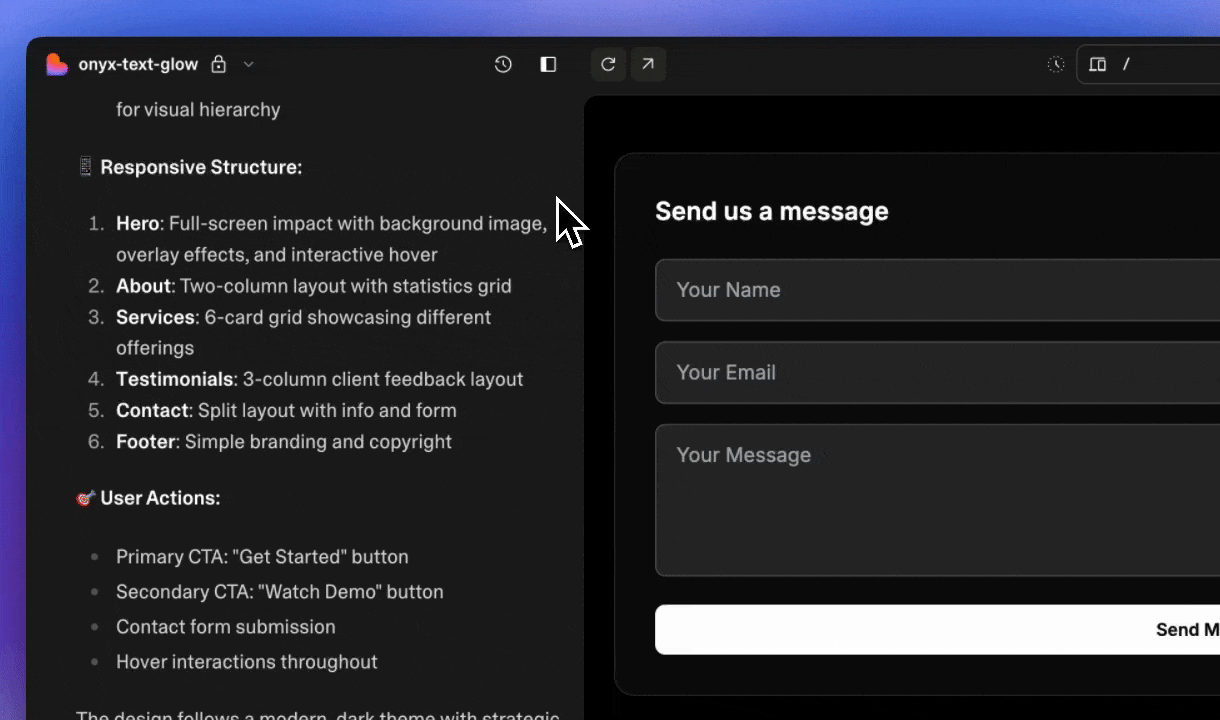 onyx-text-glow
/
for visual hierarchy
Responsive Structure:
1. Hero: Full-screen impact with background image,
overlay effects, and interactive hover
2. About: Two-column layout with statistics grid
3. Services: 6-card grid showcasing different
offerings
4. Testimonials: 3-column client feedback layout
5. Contact: Split layout with info and form
6. Footer: Simple branding and copyright
🎯 User Actions:
Primary CTA: "Get Started" button
Secondary CTA: "Watch Demo" button
Contact form submission
Hover interactions throughout
The design follows a modern, dark theme with strategic
Send us a message
Your Name
Your Email
Your Message
Send M